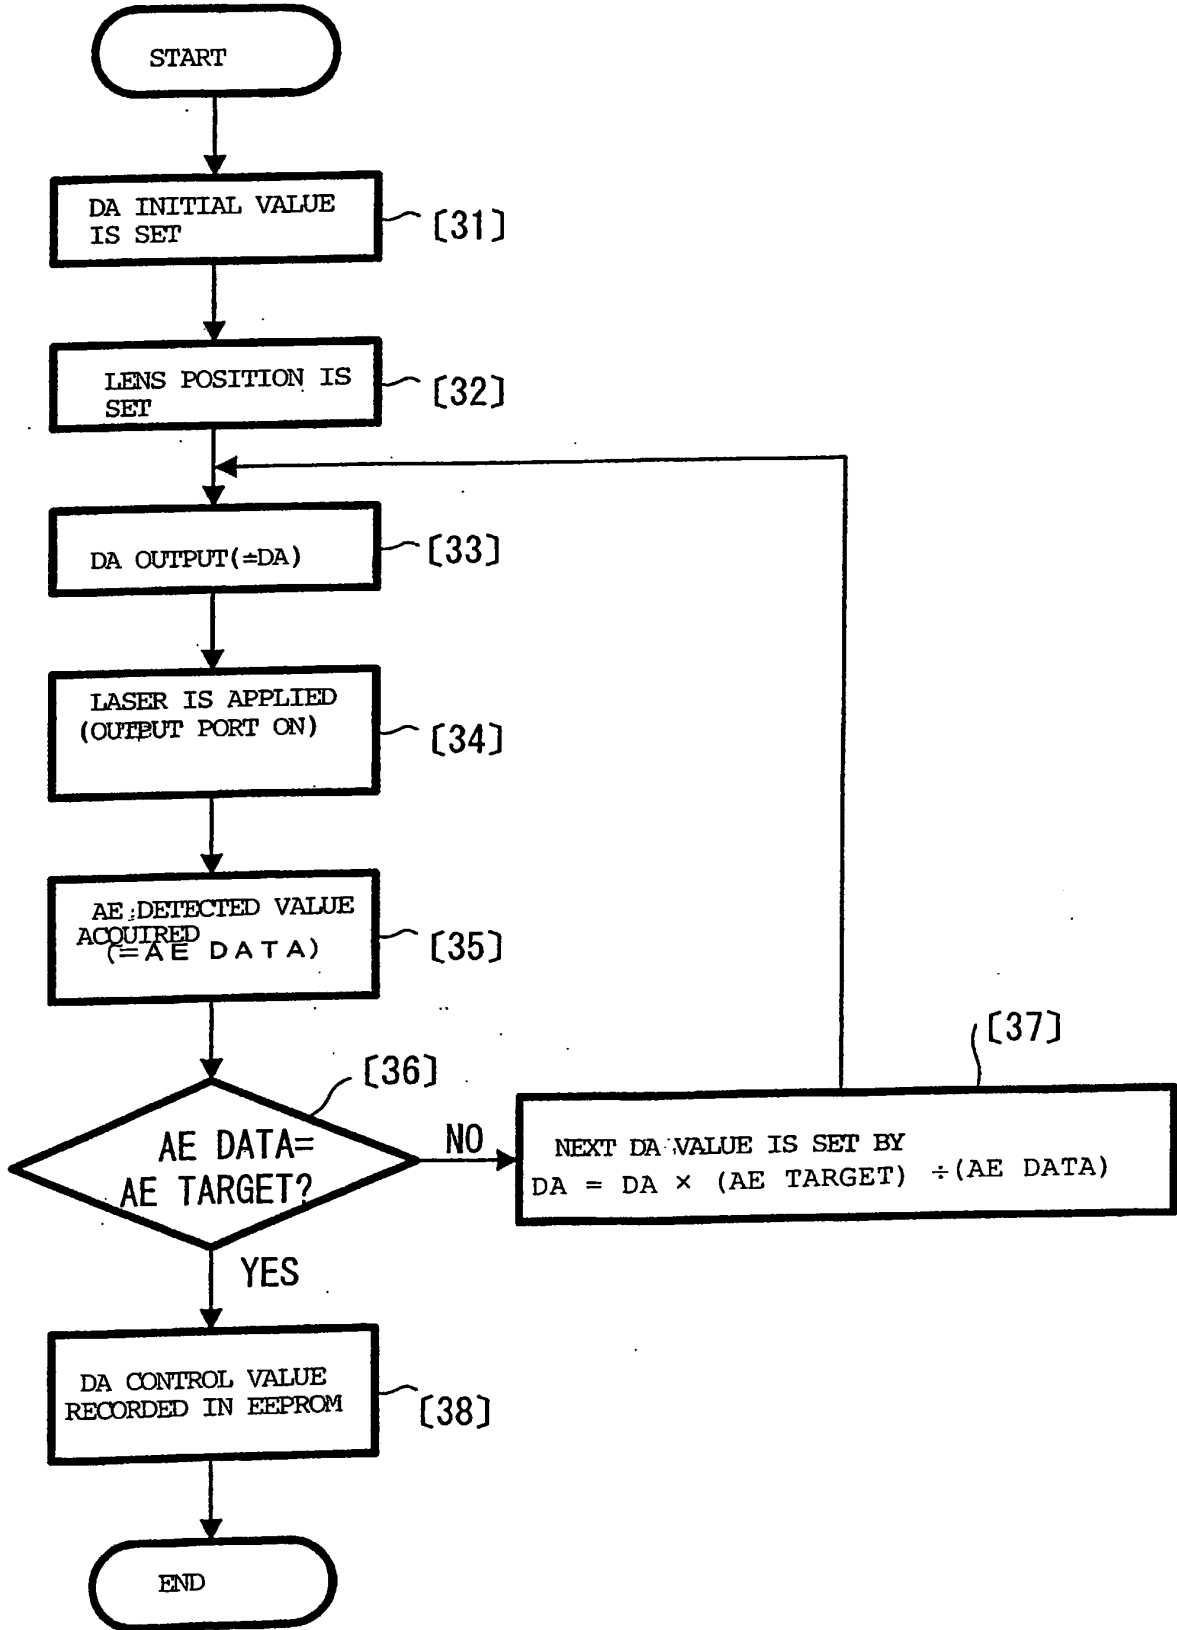 START
DA INITIAL VALUE
IS SET
[31]
LENS POSITION IS
SET
[32]
DA OUTPUT(=DA)
[33]
LASER IS APPLIED
(OUTPUT PORT ON)
[34]
AE DETECTED VALUE
ACQUIRED
(=AE DATA)
[35]
[36]
AE DATA=
AE TARGET?
NO
[37]
NEXT DA VALUE IS SET BY
DA = DA × (AE TARGET) ÷(AE DATA)
YES
DA CONTROL VALUE
RECORDED IN EEPROM
[38]
END